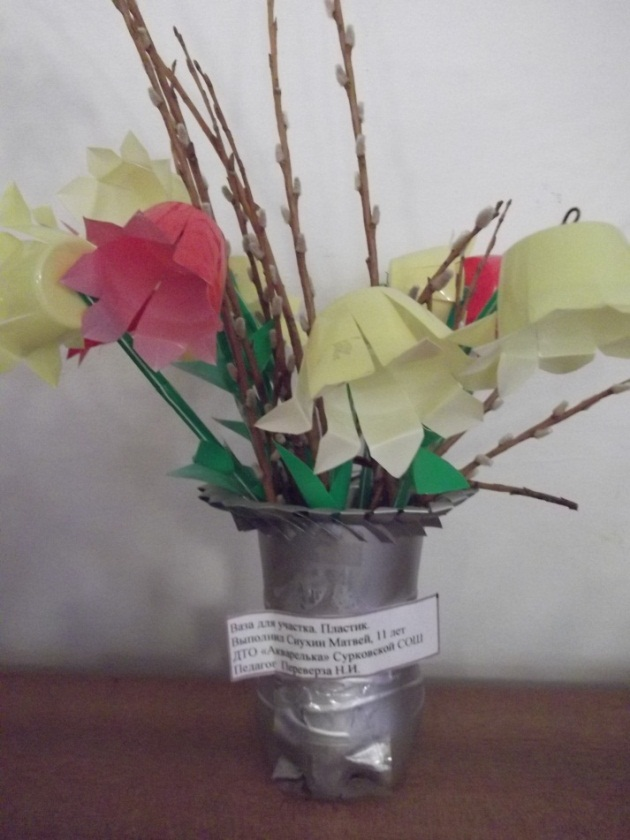 Ваза для участка. Пластик.
Выполнил Сиухин Матвей, 11 лет
ДТО «Акварелька» Сурковской СОШ
Педагог Переверза Н.И.